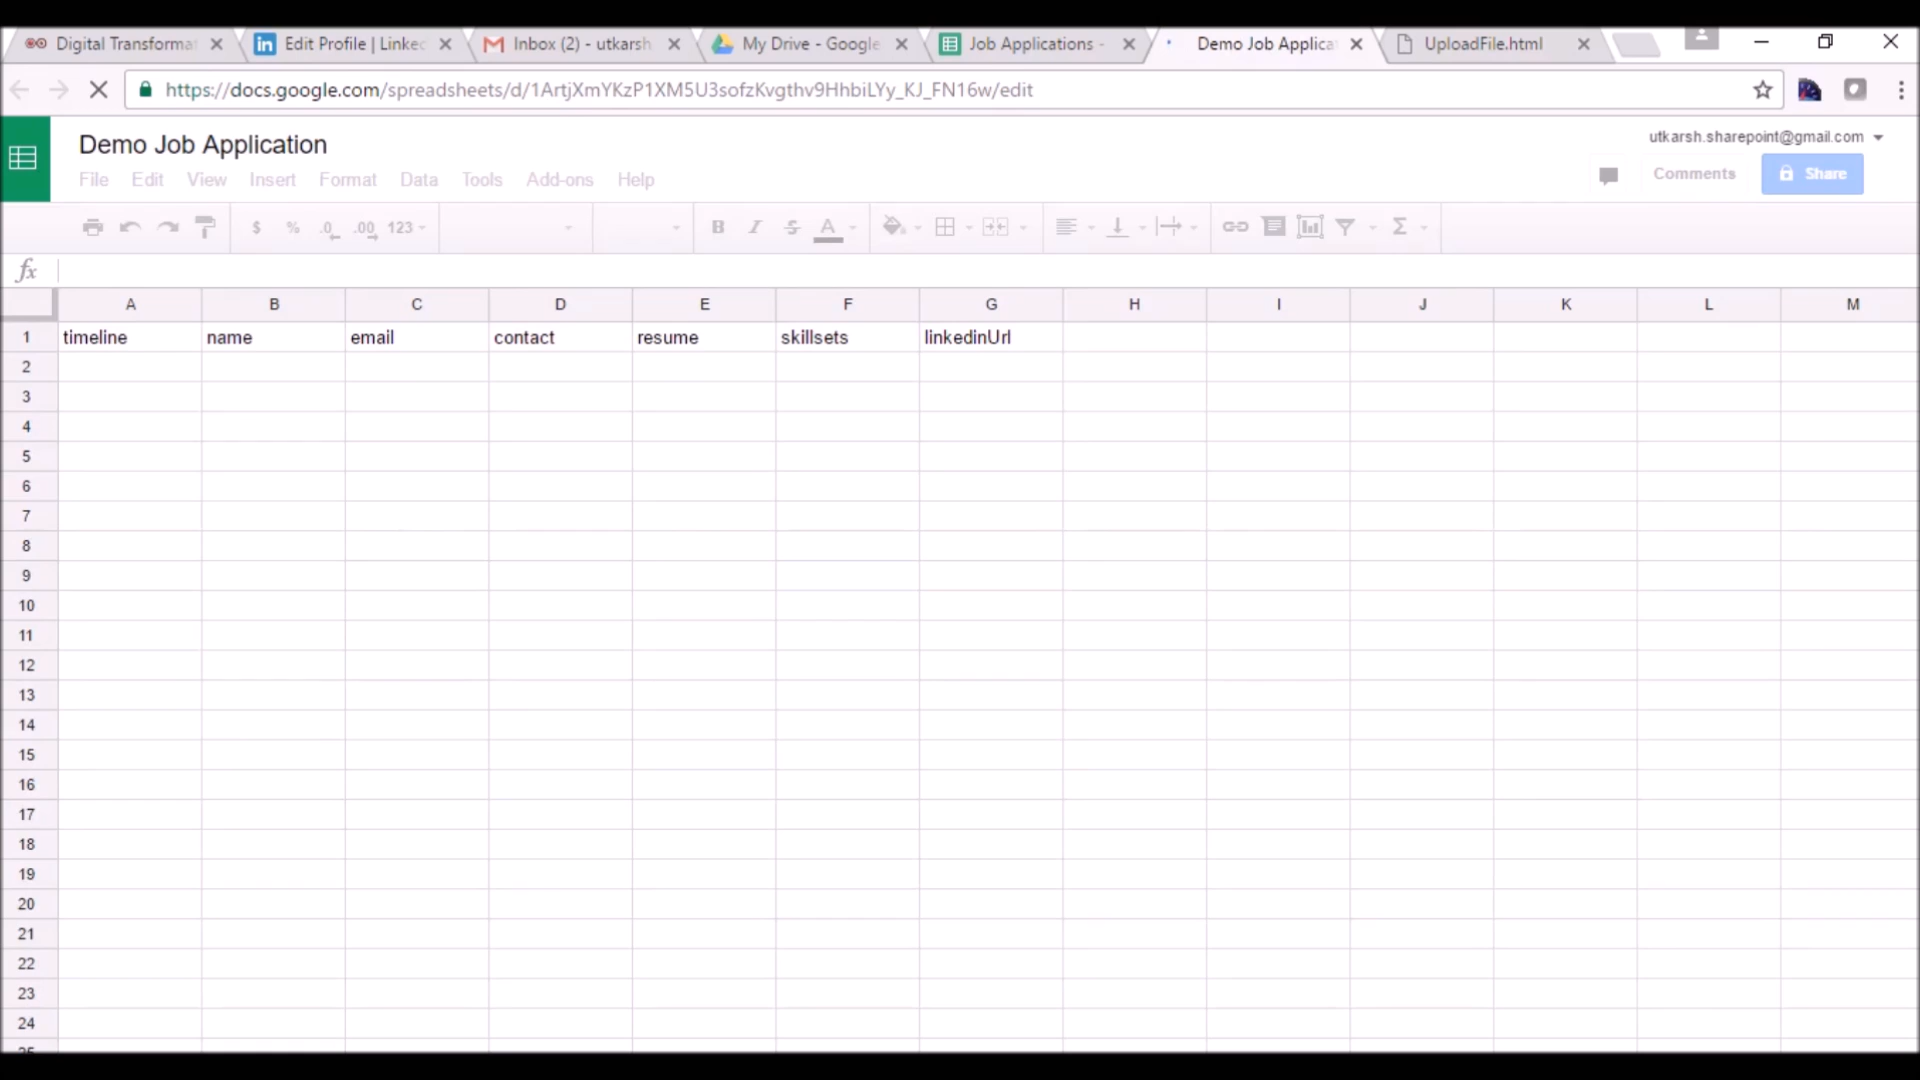 Digital Transforma
Edit Profile | Linked
Inbox (2) - utkarsh
My Drive - Google
Job Applications -
Demo Job Applica
UploadFile.html
https://docs.google.com/spreadsheets/d/1ArtjXmYKzP1XM5U3sofzKvgthv9HhbiLYy_KJ_FN16w/edit
Demo Job Application
utkarsh.sharepoint@gmail.com
File Edit View Insert Format Data Tools Add-ons Help
Comments
Share
$ % .0 .00 123
B I S A
Σ
fx
A B C D E F G H I J K L M
1 timeline name email contact resume skillsets linkedinUrl
2
3
4
5
6
7
8
9
10
11
12
13
14
15
16
17
18
19
20
21
22
23
24